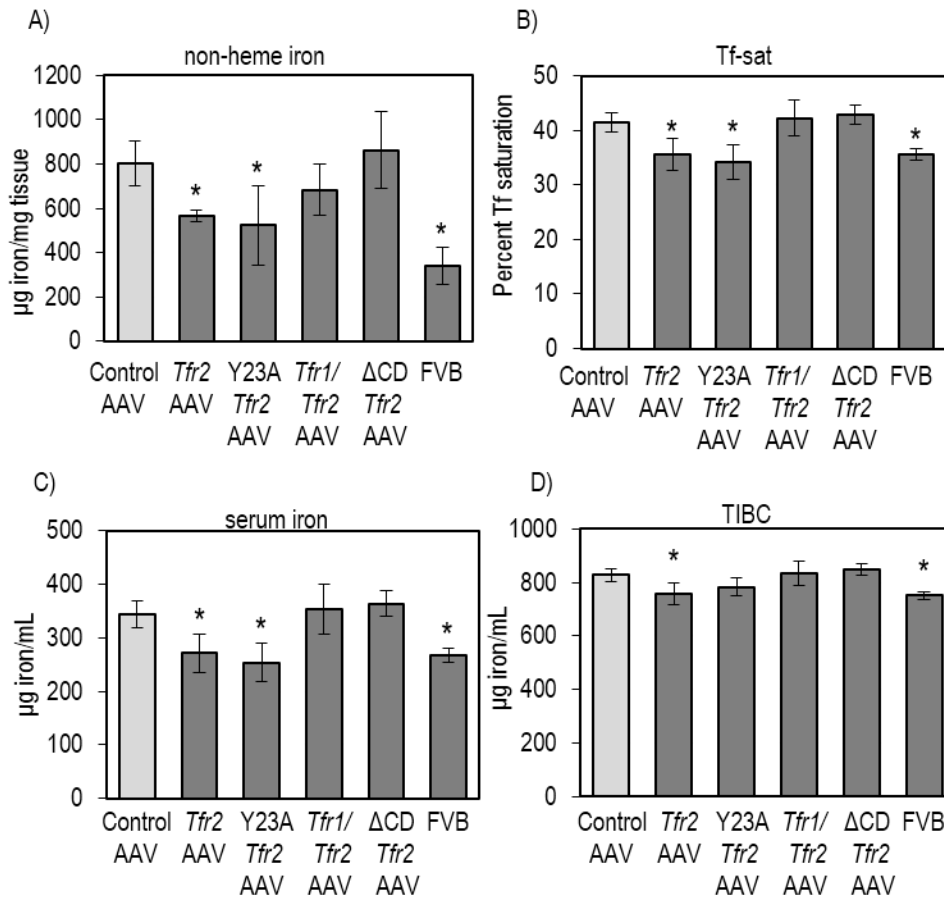 A)
non-heme iron
µg iron/mg tissue
1200
1000
800
600
400
200
0
*
*
*
Control Tfr2 Y23A Tfr1/ ΔCD FVB
AAV AAV Tfr2 Tfr2 Tfr2 AAV
AAV AAV
B)
Tf-sat
Percent Tf saturation
50
40
30
20
10
0
*
*
*
Control Tfr2 Y23A Tfr1/ ΔCD FVB
AAV AAV Tfr2 Tfr2 Tfr2 AAV
AAV AAV
C)
serum iron
µg iron/mL
500
400
300
200
100
0
*
*
*
Control Tfr2 Y23A Tfr1/ ΔCD FVB
AAV AAV Tfr2 Tfr2 Tfr2 AAV
AAV AAV
D)
TIBC
µg iron/mL
1000
800
600
400
200
0
*
*
Control Tfr2 Y23A Tfr1/ ΔCD FVB
AAV AAV Tfr2 Tfr2 Tfr2 AAV
AAV AAV